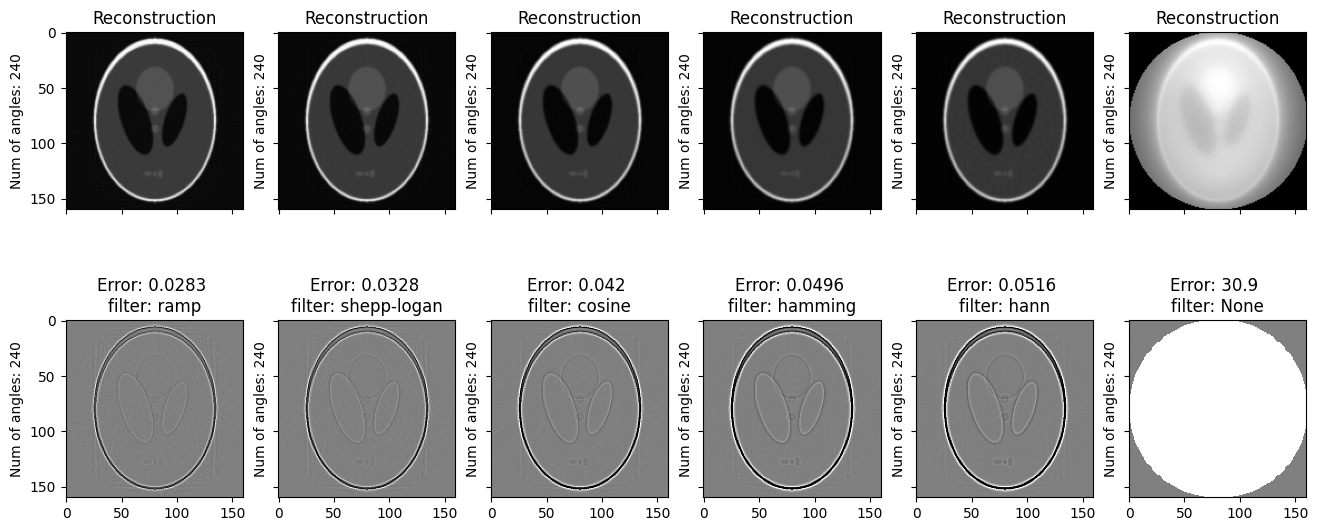 Reconstruction
Reconstruction
Reconstruction
Reconstruction
Reconstruction
Reconstruction
0
50
100
150
Num of angles: 240
Num of angles: 240
Num of angles: 240
Num of angles: 240
Num of angles: 240
Num of angles: 240
Error: 0.0283
filter: ramp
Error: 0.0328
filter: shepp-logan
Error: 0.042
filter: cosine
Error: 0.0496
filter: hamming
Error: 0.0516
filter: hann
Error: 30.9
filter: None
0
50
100
150
Num of angles: 240
Num of angles: 240
Num of angles: 240
Num of angles: 240
Num of angles: 240
Num of angles: 240
0 50 100 150
0 50 100 150
0 50 100 150
0 50 100 150
0 50 100 150
0 50 100 150